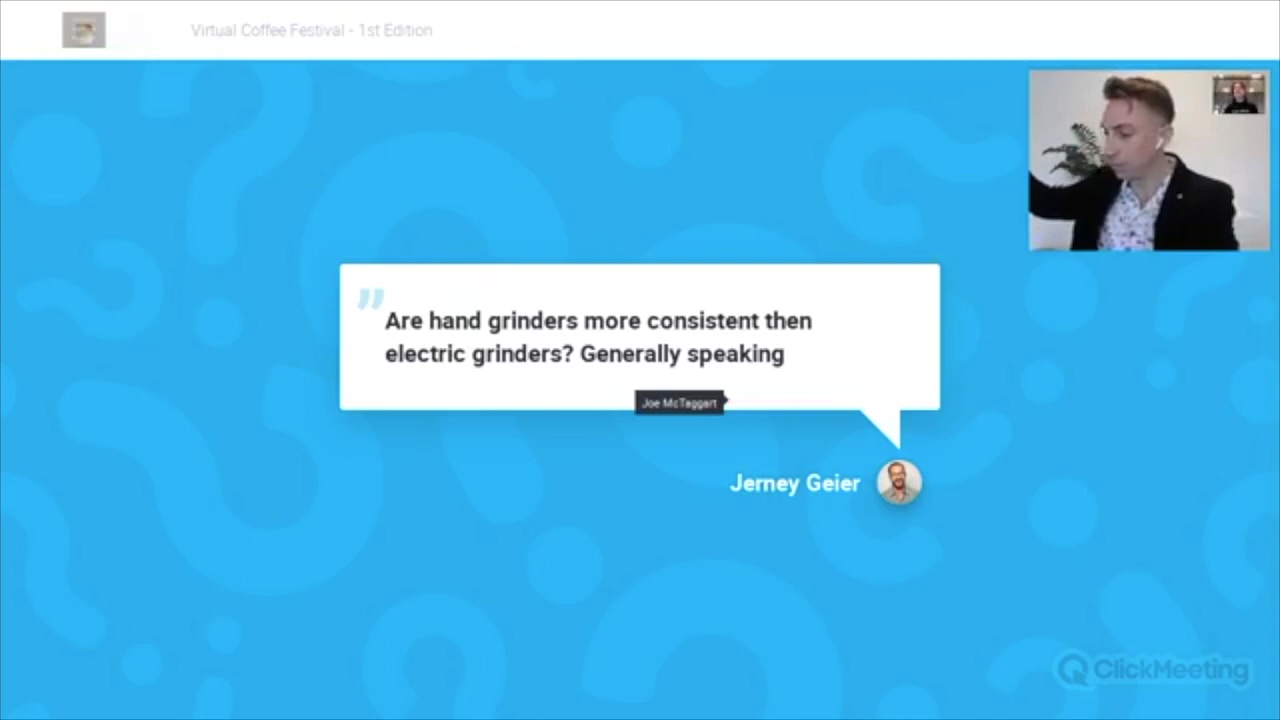 Virtual Coffee Festival - 1st Edition
Are hand grinders more consistent then
electric grinders? Generally speaking
Joe McTaggart
Jerney Geier
ClickMeeting